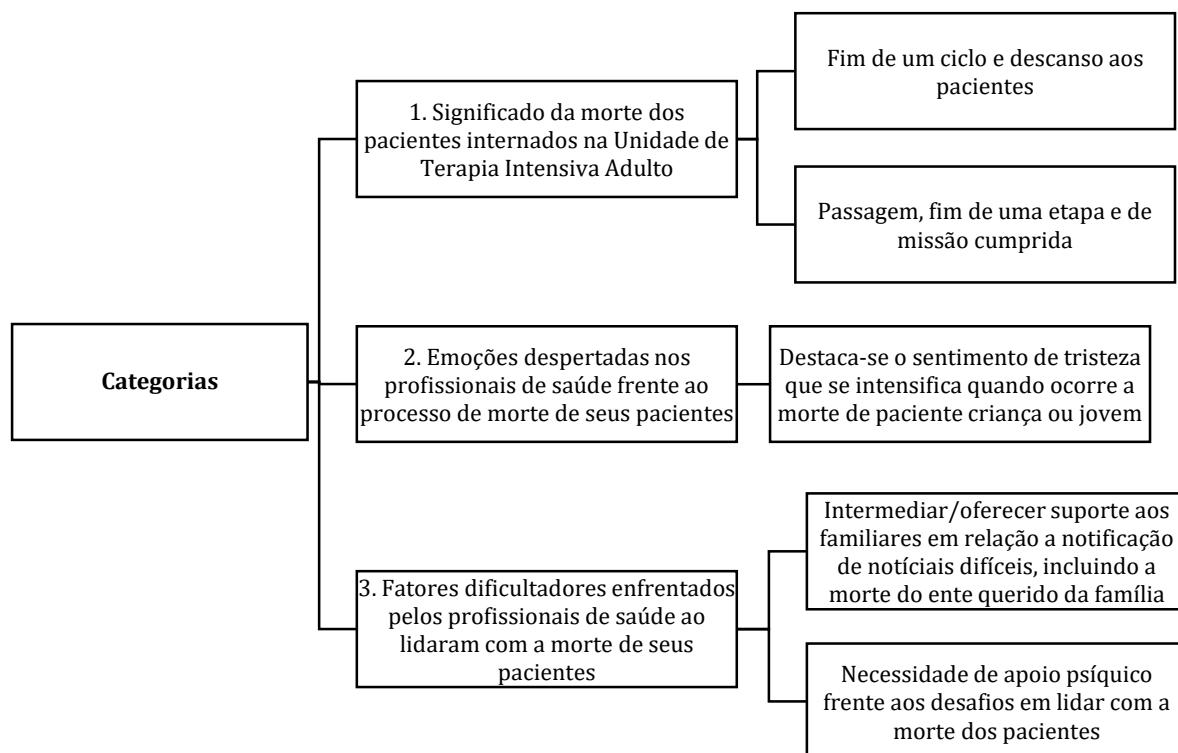 Categorias
1. Significado da morte dos
pacientes internados na Unidade de
Terapia Intensiva Adulto
Fim de um ciclo e descanso aos
pacientes
Passagem, fim de uma etapa e de
missão cumprida
2. Emoções despertadas nos
profissionais de saúde frente ao
processo de morte de seus pacientes
Destaca-se o sentimento de tristeza
que se intensifica quando ocorre a
morte de paciente criança ou jovem
3. Fatores dificultadores enfrentados
pelos profissionais de saúde ao
lidaram com a morte de seus
pacientes
Intermediar/oferecer suporte aos
familiares em relação a notificação
de notíciais difíceis, incluindo a
morte do ente querido da família
Necessidade de apoio psíquico
frente aos desafios em lidar com a
morte dos pacientes